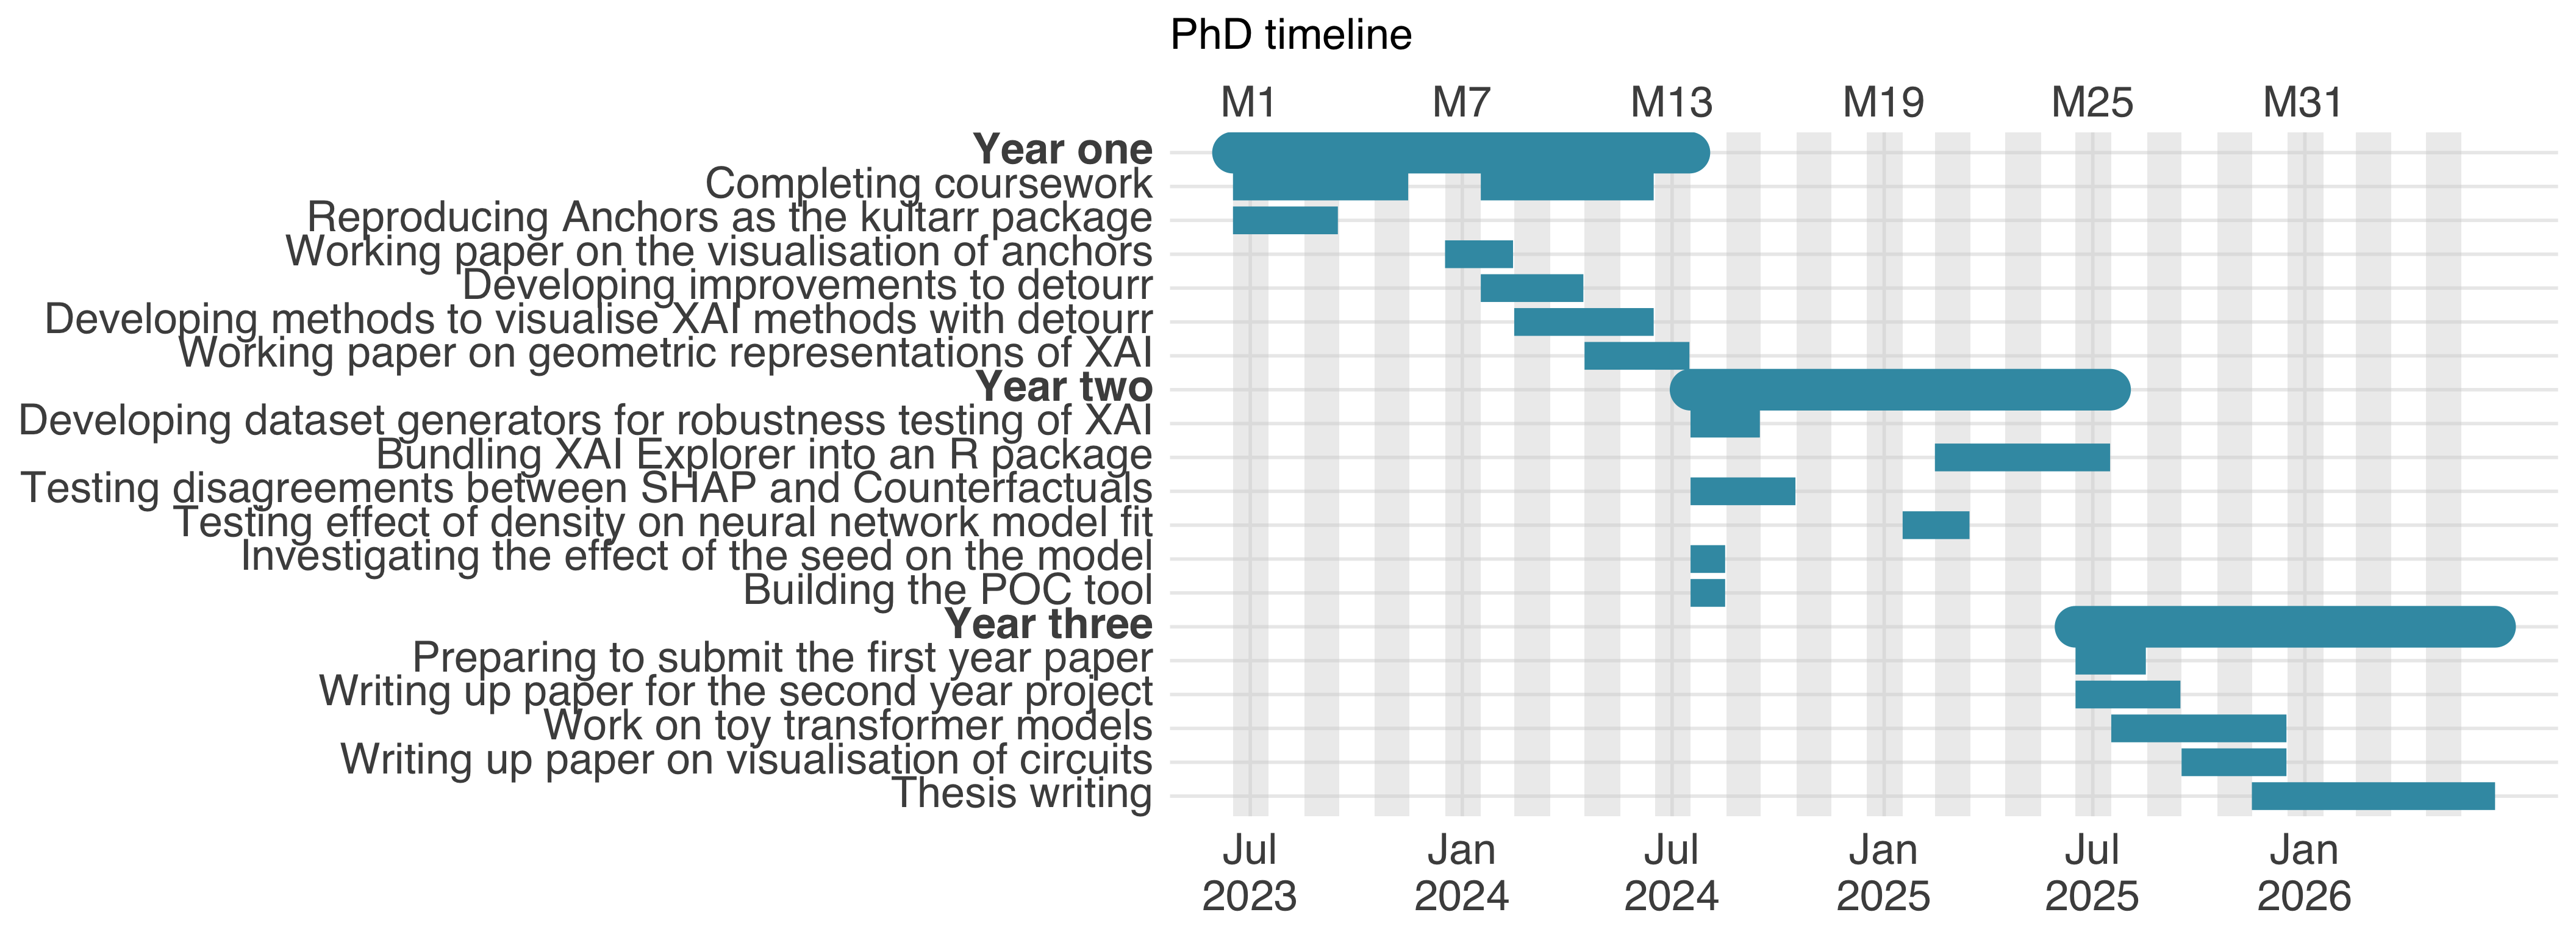 PhD timeline
M1 M7 M13 M19 M25 M31
Year one
Completing coursework
Reproducing Anchors as the kultarr package
Working paper on the visualisation of anchors
Developing improvements to detourr
Developing methods to visualise XAI methods with detourr
Working paper on geometric representations of XAI
Year two
Developing dataset generators for robustness testing of XAI
Bundling XAI Explorer into an R package
Testing disagreements between SHAP and Counterfactuals
Testing effect of density on neural network model fit
Investigating the effect of the seed on the model
Building the POC tool
Year three
Preparing to submit the first year paper
Writing up paper for the second year project
Work on toy transformer models
Writing up paper on visualisation of circuits
Thesis writing
Jul Jan Jul Jan Jul Jan
2023 2024 2024 2025 2025 2026